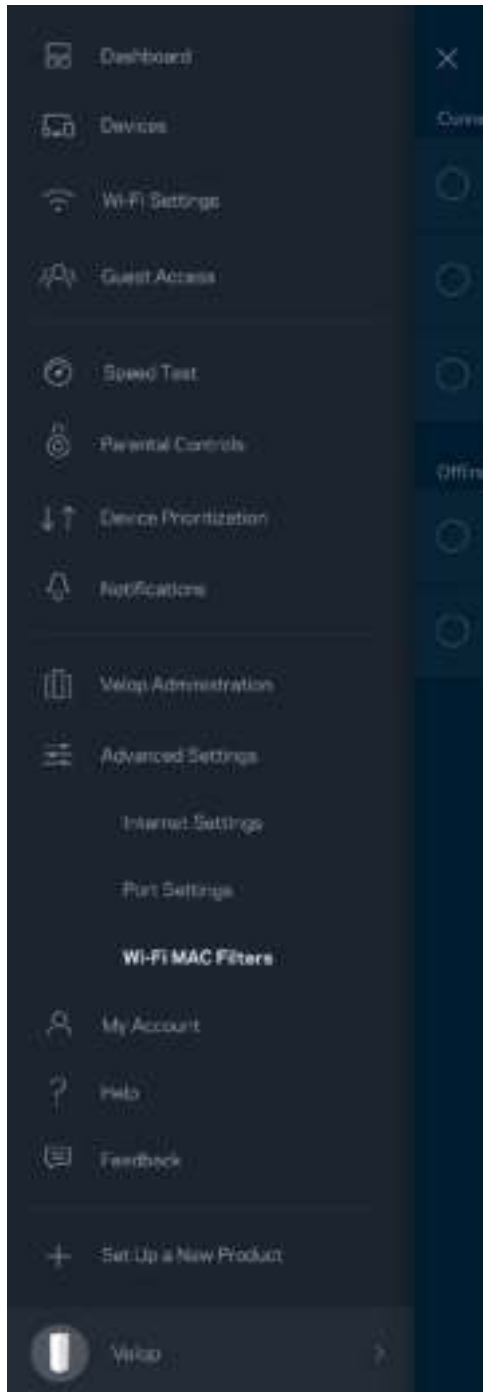 Dashboard
Devices
Wi-Fi Settings
Guest Access
Speed Test
Parental Controls
Device Prioritization
Notifications
Velop Administration
Advanced Settings
Internet Settings
Port Settings
Wi-Fi MAC Filters
My Account
Help
Feedback
Set Up a New Product
Velop